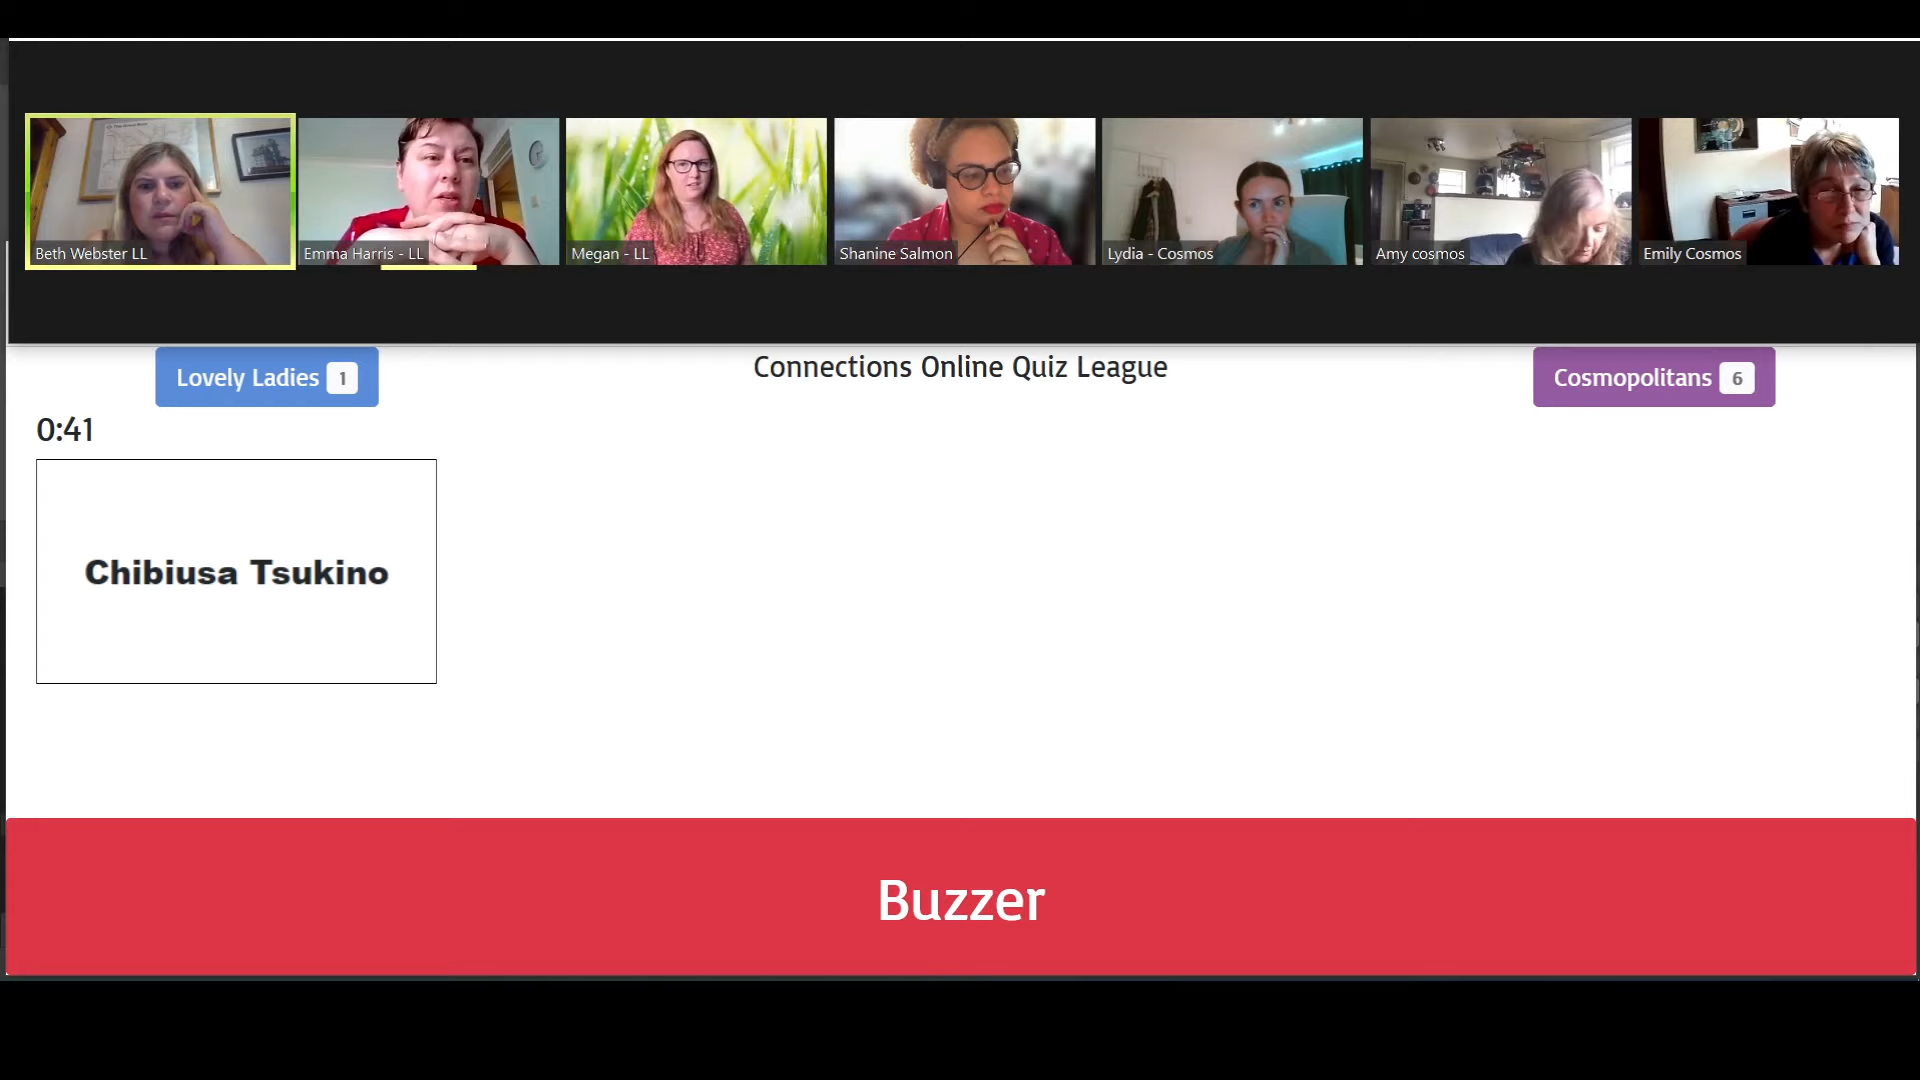 Beth Webster LL
Emma Harris - LL
Megan - LL
Shanine Salmon
Lydia - Cosmos
Amy cosmos
Emily Cosmos
Lovely Ladies 1
Connections Online Quiz League
Cosmopolitans 6
0:41
Chibiusa Tsukino
Buzzer